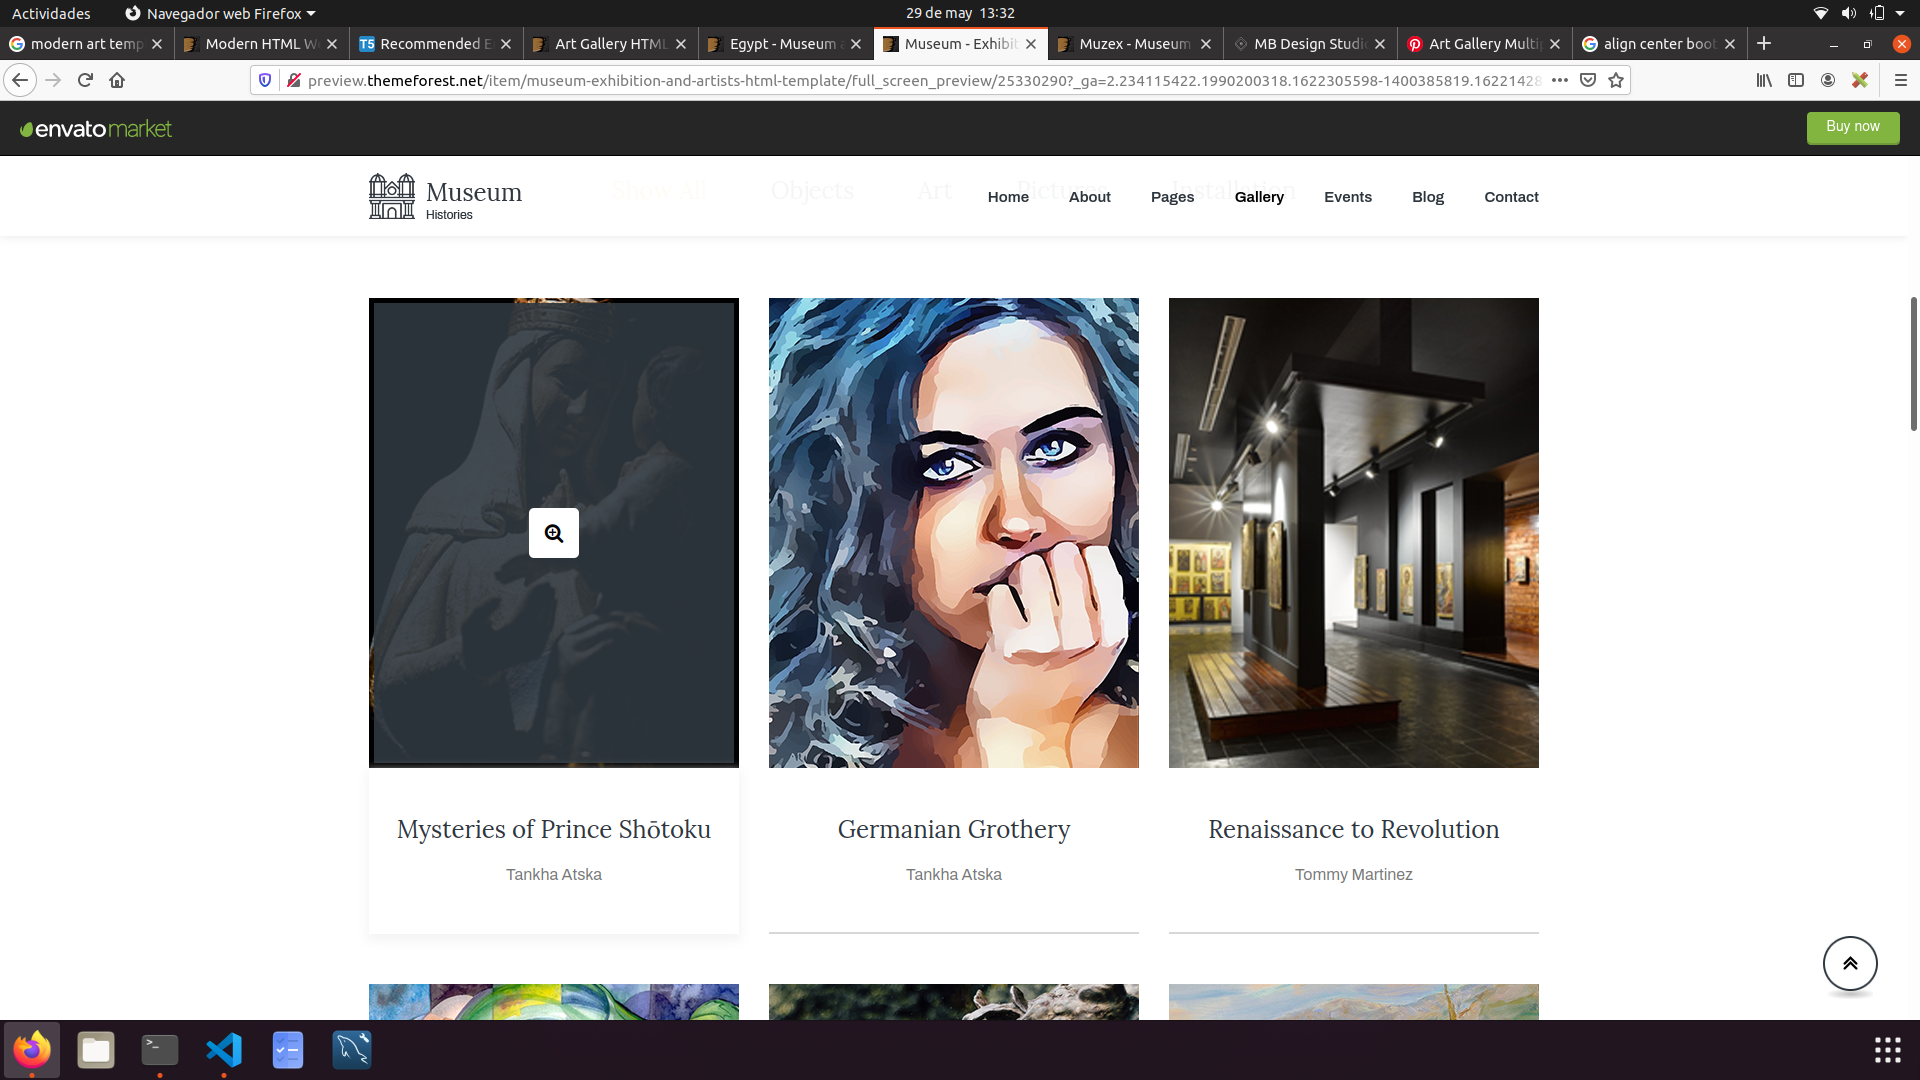 Actividades
Navegador web Firefox
29 de may 13:32
modern art temp
Modern HTML W
Recommended E
Art Gallery HTML
Egypt - Museum a
Museum - Exhibit
Muzex - Museum
MB Design Studi
Art Gallery Multi
align center boot
preview.themeforest.net/item/museum-exhibition-and-artists-html-template/full_screen_preview/25330290?_ga=2.234115422.1990200318.1622305598-1400385819.16221428
envatomarket
Buy now
Museum
Histories
Show All
Objects
Art
Pictures
Installation
Home
About
Pages
Gallery
Events
Blog
Contact
Mysteries of Prince Shōtoku
Tankha Atska
Germanian Grothery
Tankha Atska
Renaissance to Revolution
Tommy Martinez